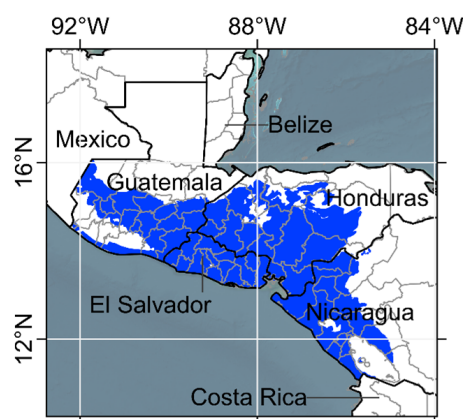 92°W 88°W 84°W
Mexico
Belize
16°N
Guatemala
Honduras
El Salvador
Nicaragua
12°N
Costa Rica